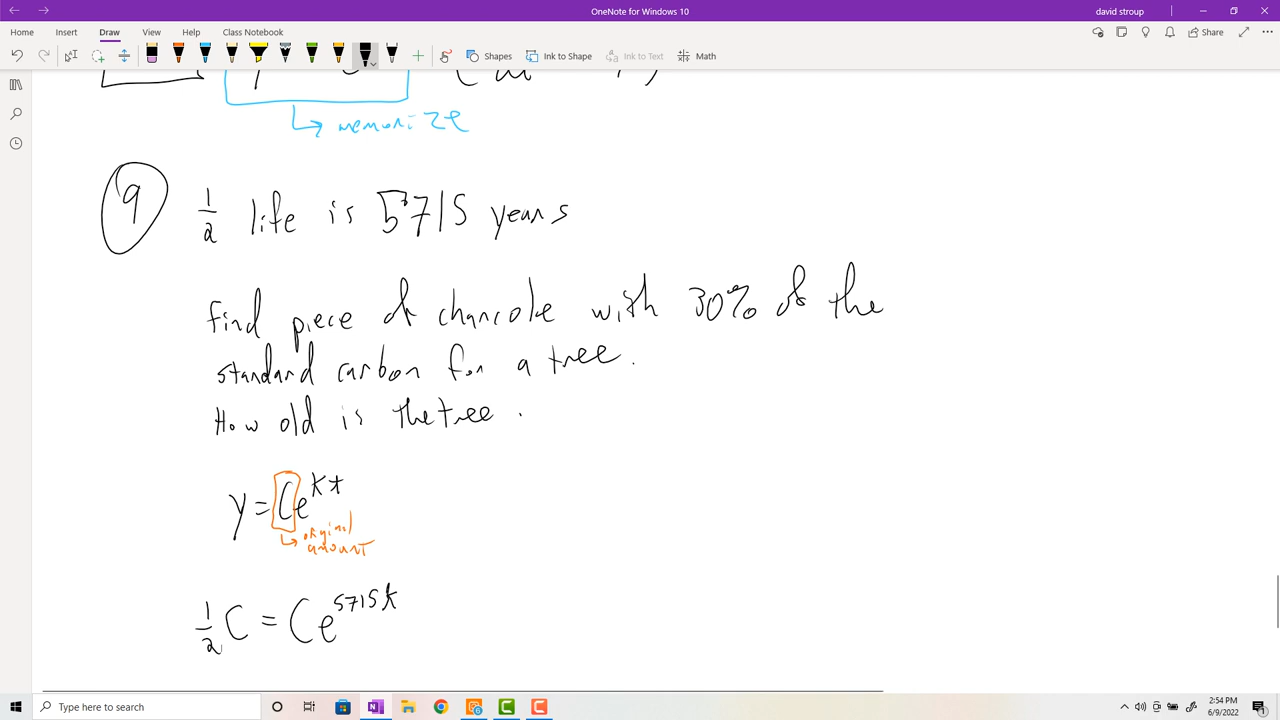 OneNote for Windows 10
david stroup
Home Insert Draw View Help Class Notebook
Share
Shapes Ink to Shape Ink to Text Math
memorize
9 1/2 life is 5715 years
find piece of charcole with 30% of the
standard carbon for a tree.
How old is the tree.
y = Ce^kt
original
amount
1/2 C = Ce^5715k
Type here to search
2:54 PM
6/9/2022